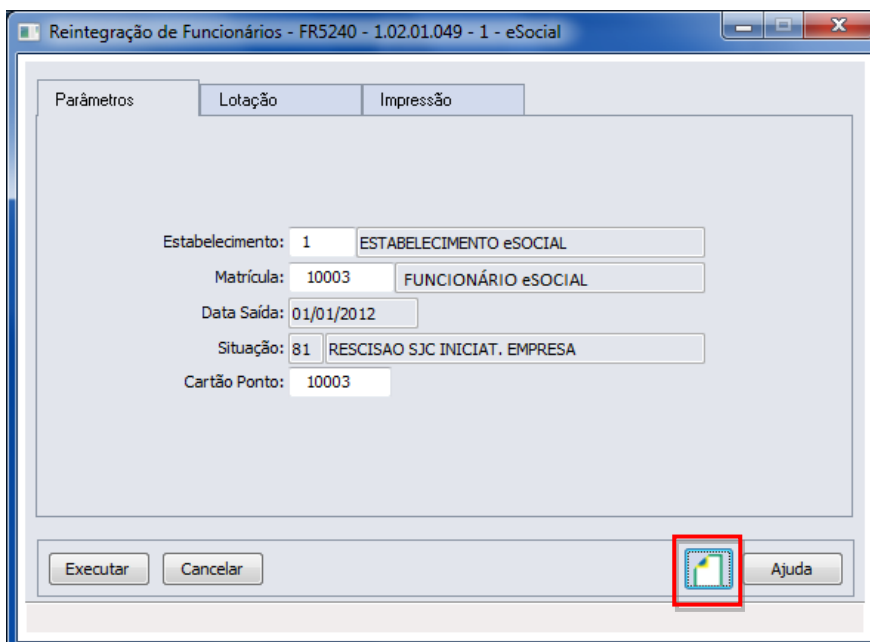 Reintegração de Funcionários - FR5240 - 1.02.01.049 - 1 - eSocial
Parâmetros Lotação Impressão
Estabelecimento: 1 ESTABELECIMENTO eSOCIAL
Matrícula: 10003 FUNCIONÁRIO eSOCIAL
Data Saída: 01/01/2012
Situação: 81 RESCISAO SJC INICIAT. EMPRESA
Cartão Ponto: 10003
Executar Cancelar Ajuda